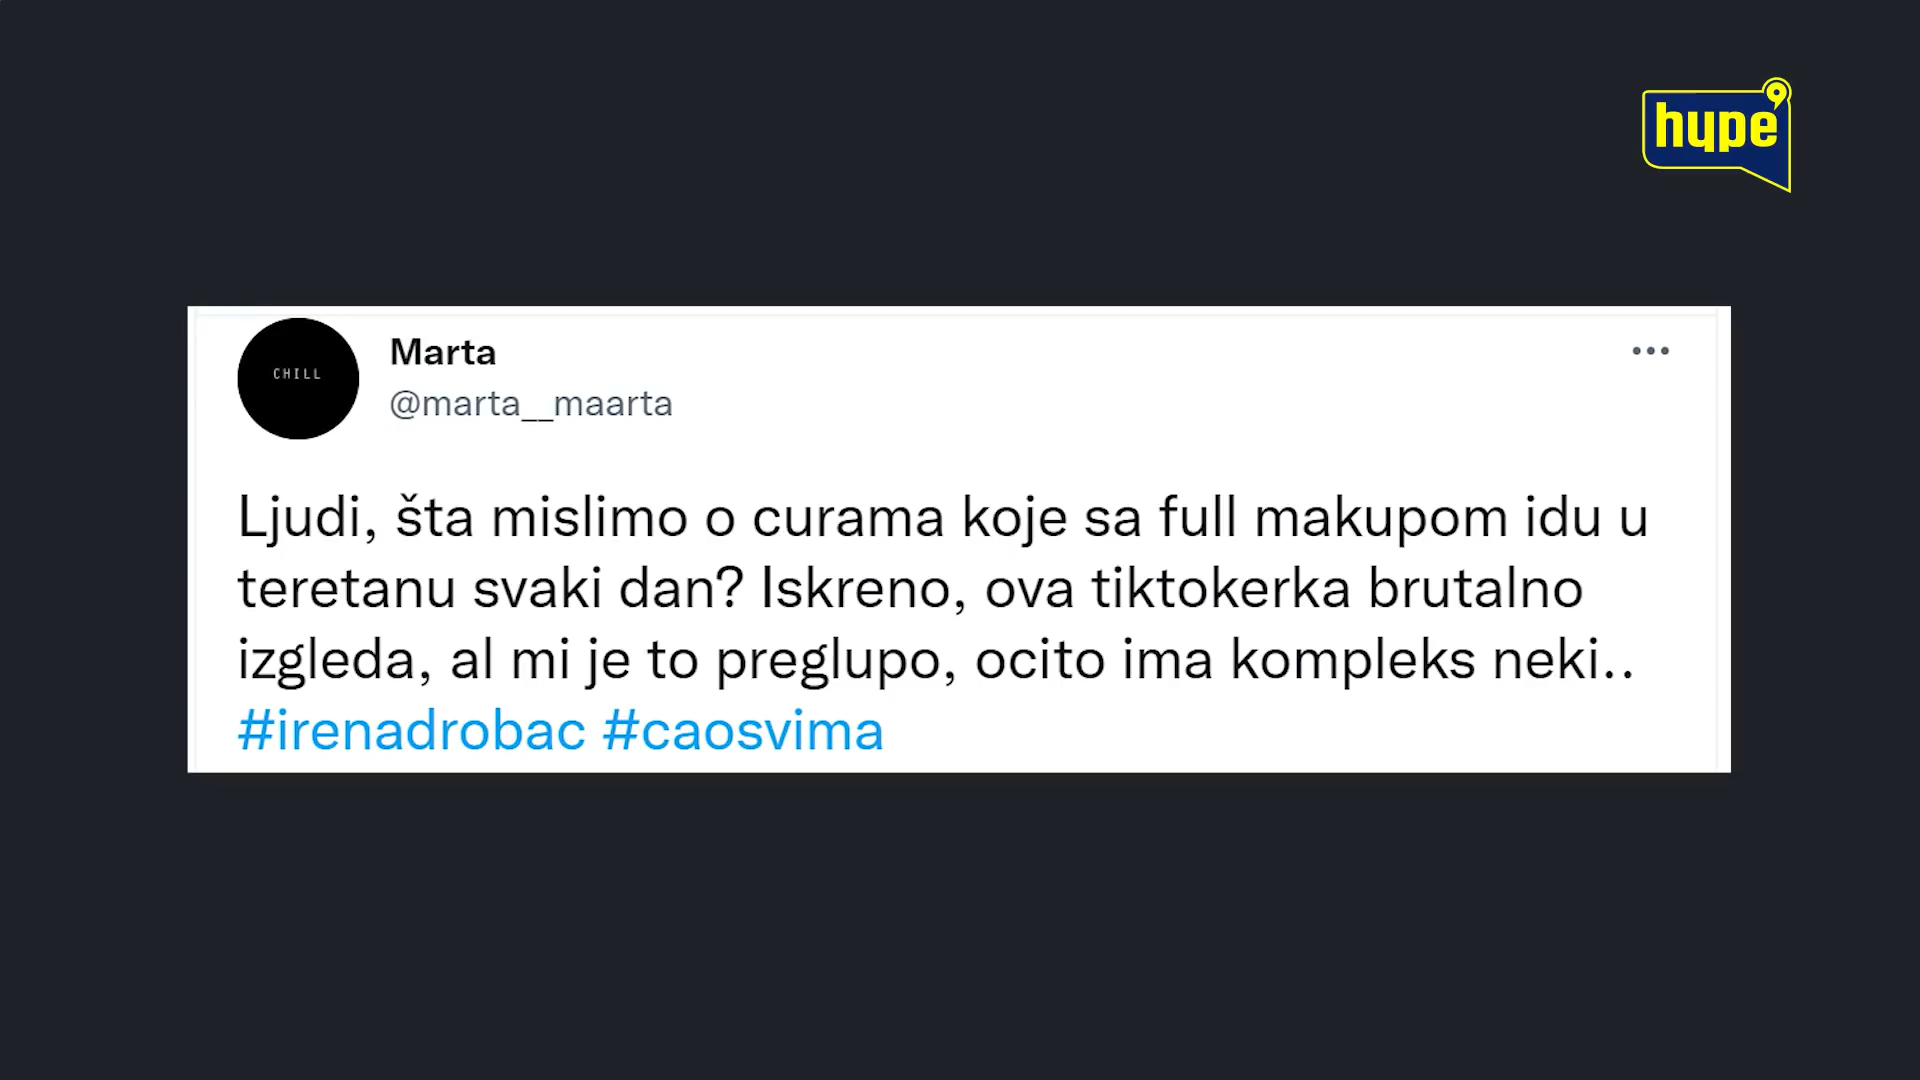 hype
CHILL
Marta
@marta__maarta
Ljudi, šta mislimo o curama koje sa full makupom idu u
teretanu svaki dan? Iskreno, ova tiktokerka brutalno
izgleda, al mi je to preglupo, ocito ima kompleks neki..
#irenadrobac #caosvima